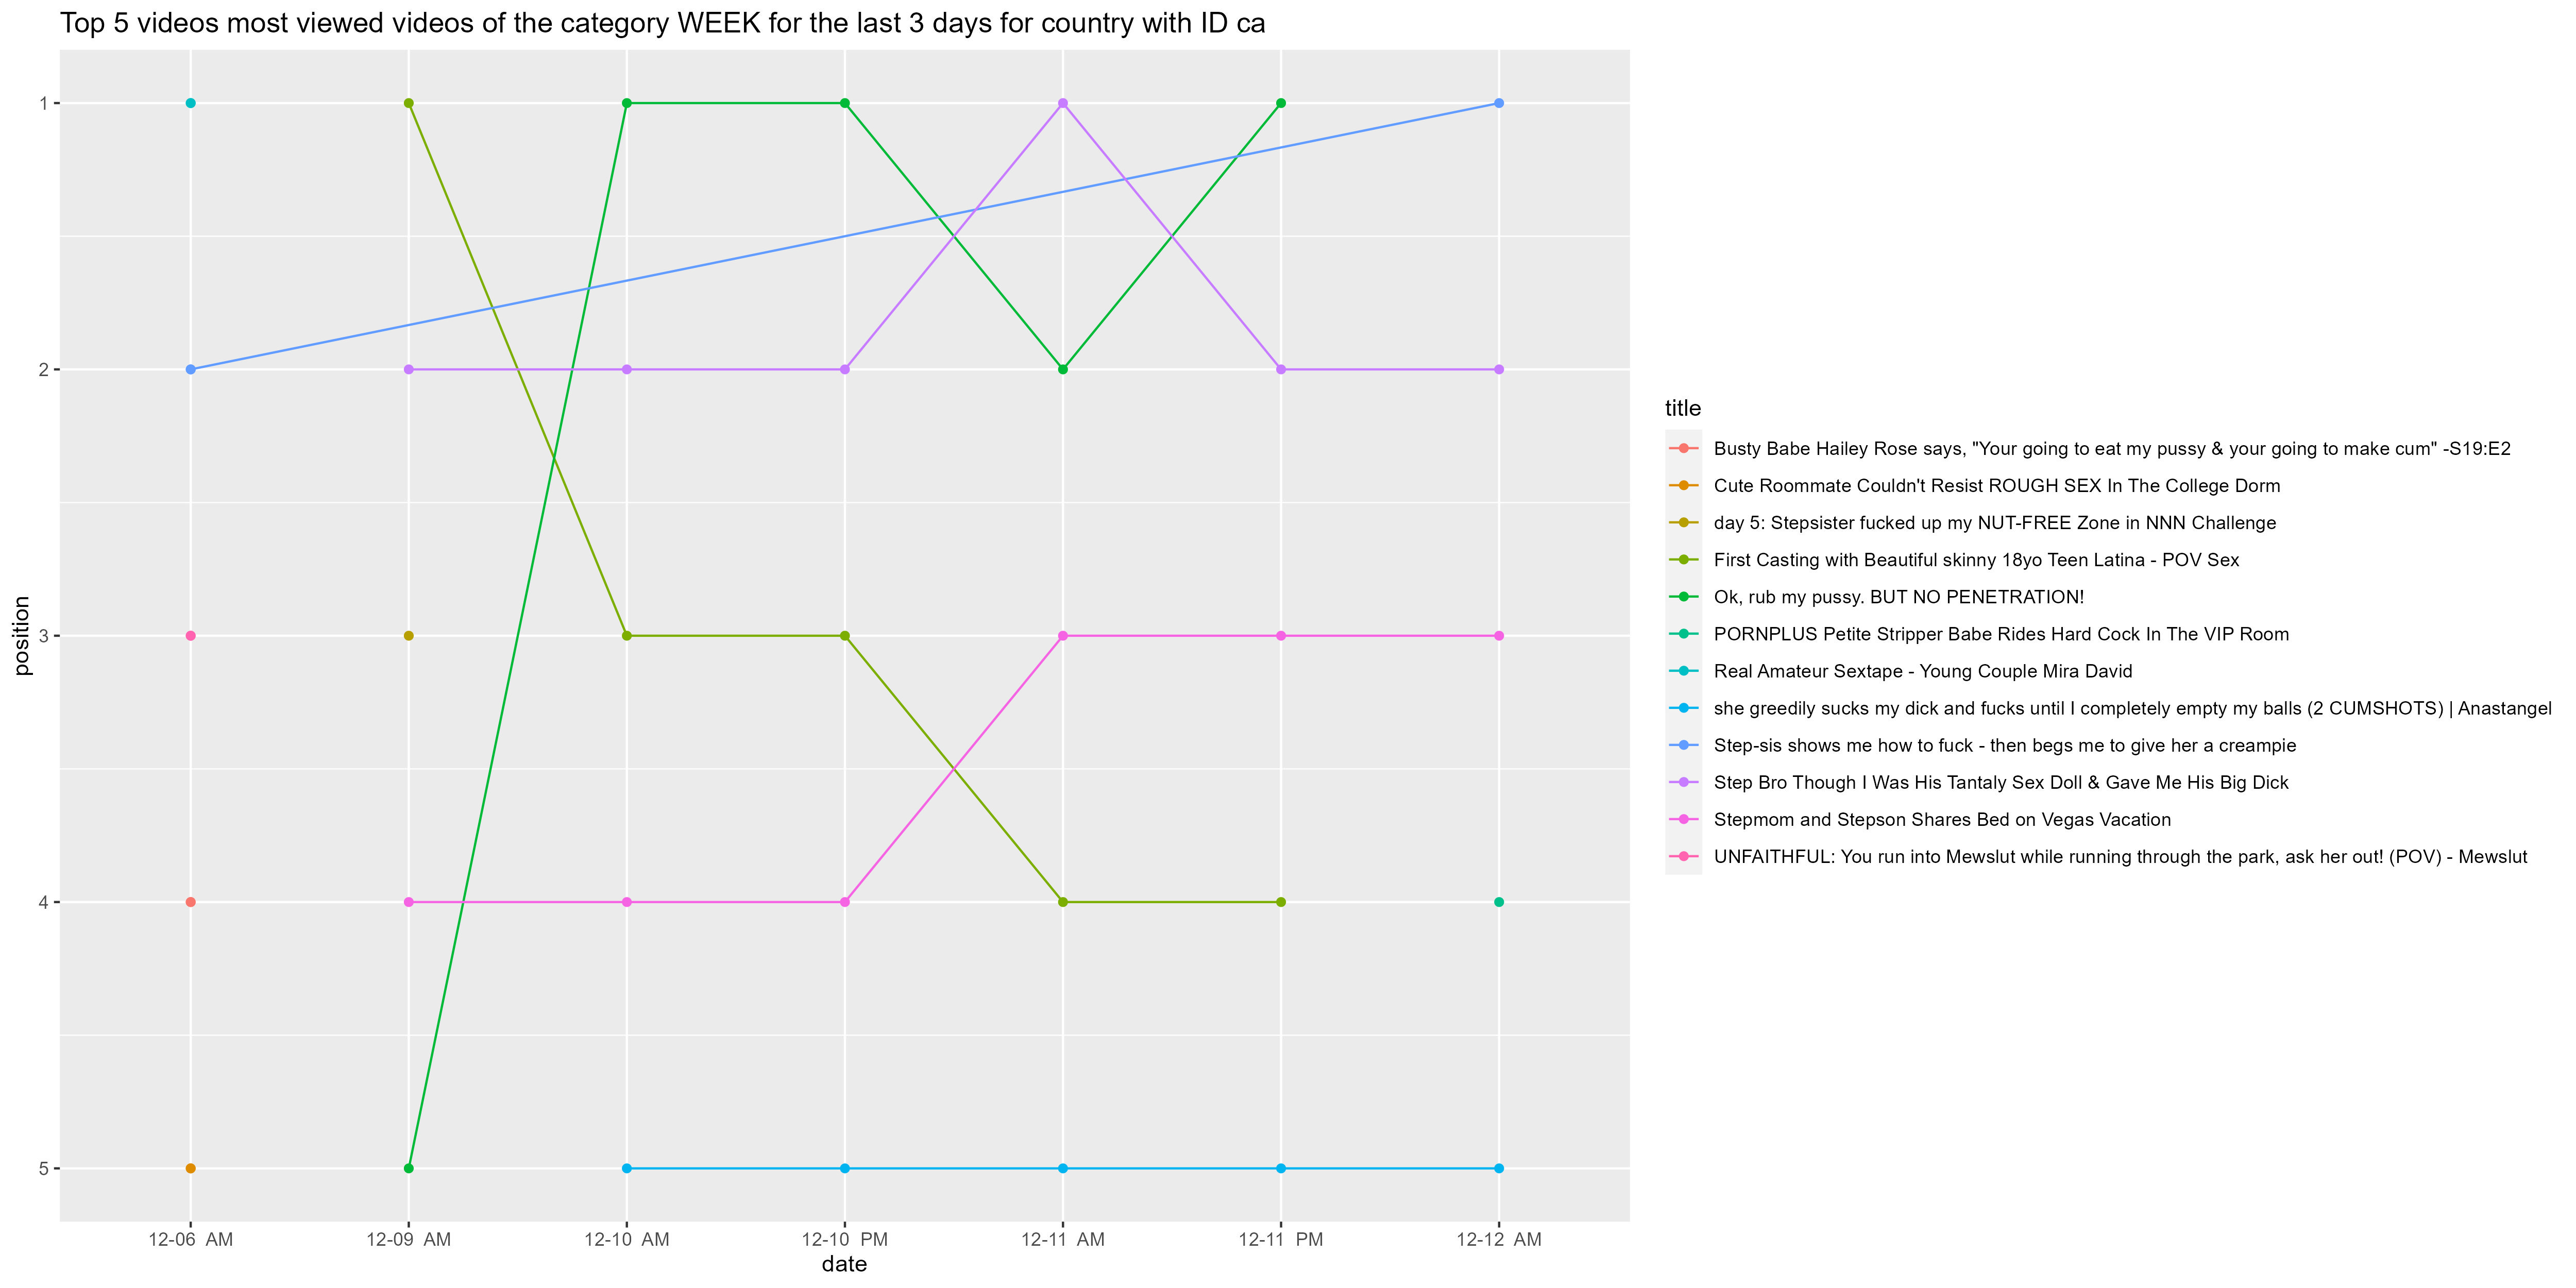 Top 5 videos most viewed videos of the category WEEK for the last 3 days for country with ID ca
position
1
2
3
4
5
12-06 AM
12-09 AM
12-10 AM
12-10 PM
12-11 AM
12-11 PM
12-12 AM
date
title
Busty Babe Hailey Rose says, "Your going to eat my pussy & your going to make cum" -S19:E2
Cute Roommate Couldn't Resist ROUGH SEX In The College Dorm
day 5: Stepsister fucked up my NUT-FREE Zone in NNN Challenge
First Casting with Beautiful skinny 18yo Teen Latina - POV Sex
Ok, rub my pussy. BUT NO PENETRATION!
PORNPLUS Petite Stripper Babe Rides Hard Cock In The VIP Room
Real Amateur Sextape - Young Couple Mira David
she greedily sucks my dick and fucks until I completely empty my balls (2 CUMSHOTS) | Anastangel
Step-sis shows me how to fuck - then begs me to give her a creampie
Step Bro Though I Was His Tantaly Sex Doll & Gave Me His Big Dick
Stepmom and Stepson Shares Bed on Vegas Vacation
UNFAITHFUL: You run into Mewslut while running through the park, ask her out! (POV) - Mewslut